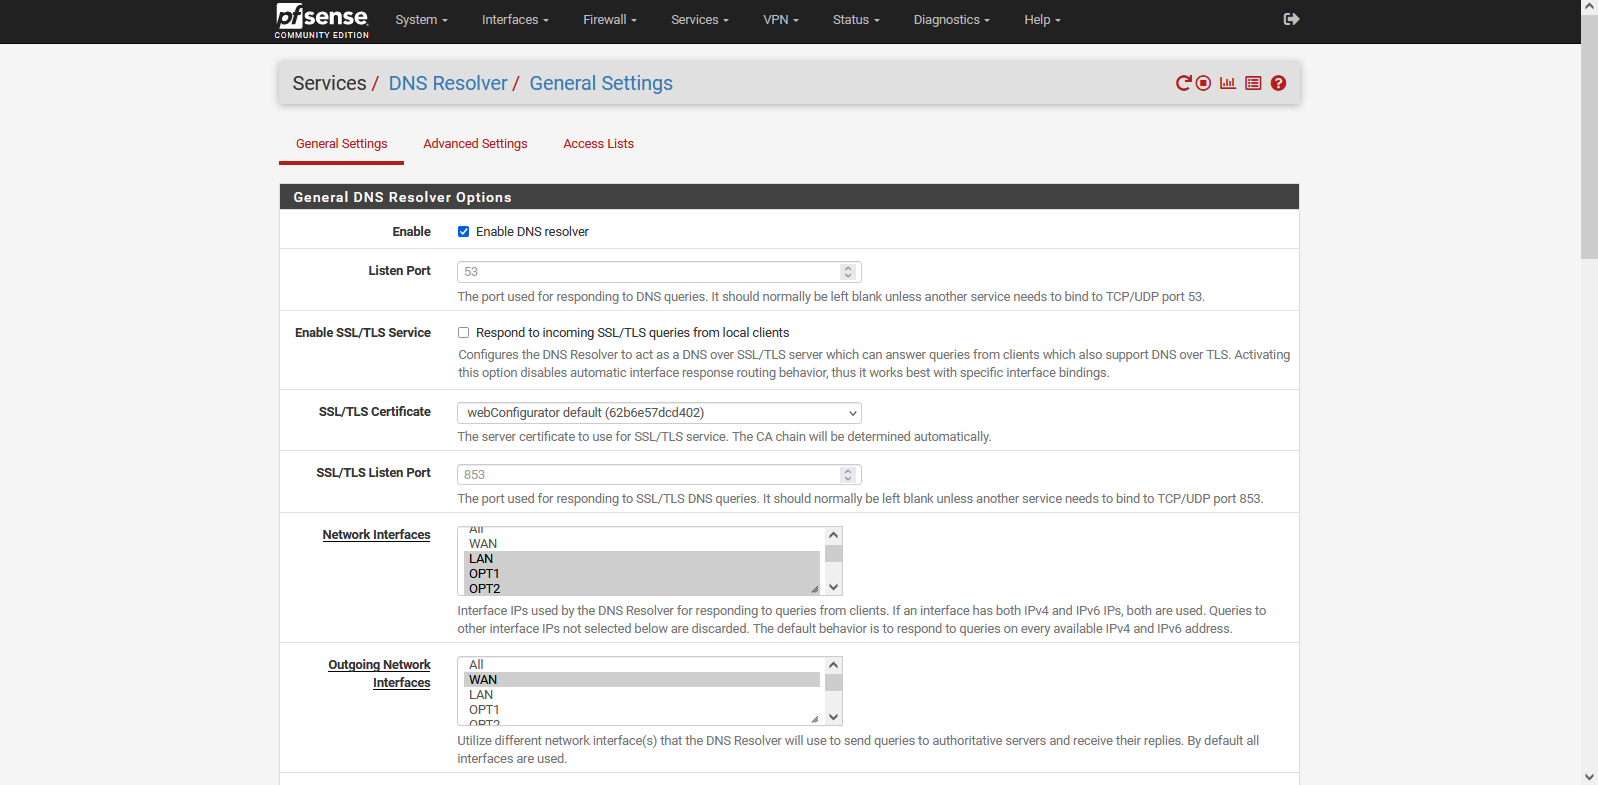 pfsense
COMMUNITY EDITION
System
Interfaces
Firewall
Services
VPN
Status
Diagnostics
Help
Services / DNS Resolver / General Settings
General Settings
Advanced Settings
Access Lists
General DNS Resolver Options
Enable
Enable DNS resolver
Listen Port
53
The port used for responding to DNS queries. It should normally be left blank unless another service needs to bind to TCP/UDP port 53.
Enable SSL/TLS Service
Respond to incoming SSL/TLS queries from local clients
Configures the DNS Resolver to act as a DNS over SSL/TLS server which can answer queries from clients which also support DNS over TLS. Activating
this option disables automatic interface response routing behavior, thus it works best with specific interface bindings.
SSL/TLS Certificate
webConfigurator default (62b6e57dcd402)
The server certificate to use for SSL/TLS service. The CA chain will be determined automatically.
SSL/TLS Listen Port
853
The port used for responding to SSL/TLS DNS queries. It should normally be left blank unless another service needs to bind to TCP/UDP port 853.
Network Interfaces
All
WAN
LAN
OPT1
OPT2
Interface IPs used by the DNS Resolver for responding to queries from clients. If an interface has both IPv4 and IPv6 IPs, both are used. Queries to
other interface IPs not selected below are discarded. The default behavior is to respond to queries on every available IPv4 and IPv6 address.
Outgoing Network
Interfaces
All
WAN
LAN
OPT1
OPT2
Utilize different network interface(s) that the DNS Resolver will use to send queries to authoritative servers and receive their replies. By default all
interfaces are used.